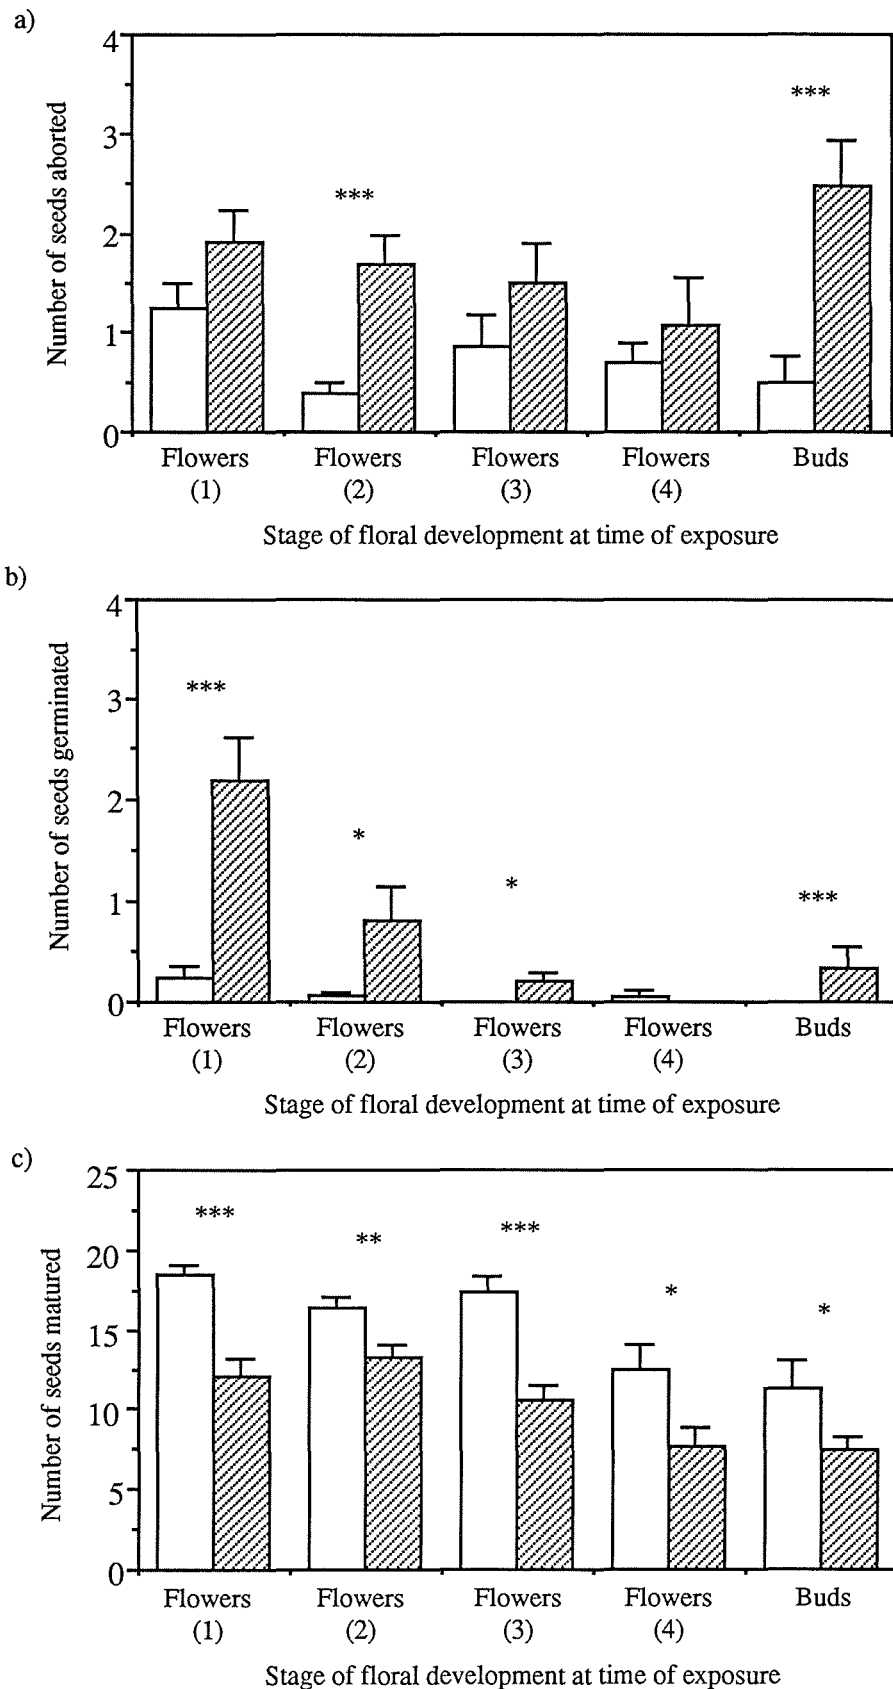 a)
Number of seeds aborted
4
3
2
1
0
***
***
Flowers Flowers Flowers Flowers Buds
(1) (2) (3) (4)
Stage of floral development at time of exposure
b)
Number of seeds germinated
4
3
2
1
0
***
*
*
***
Flowers Flowers Flowers Flowers Buds
(1) (2) (3) (4)
Stage of floral development at time of exposure
c)
Number of seeds matured
25
20
15
10
5
0
***
**
***
*
*
Flowers Flowers Flowers Flowers Buds
(1) (2) (3) (4)
Stage of floral development at time of exposure